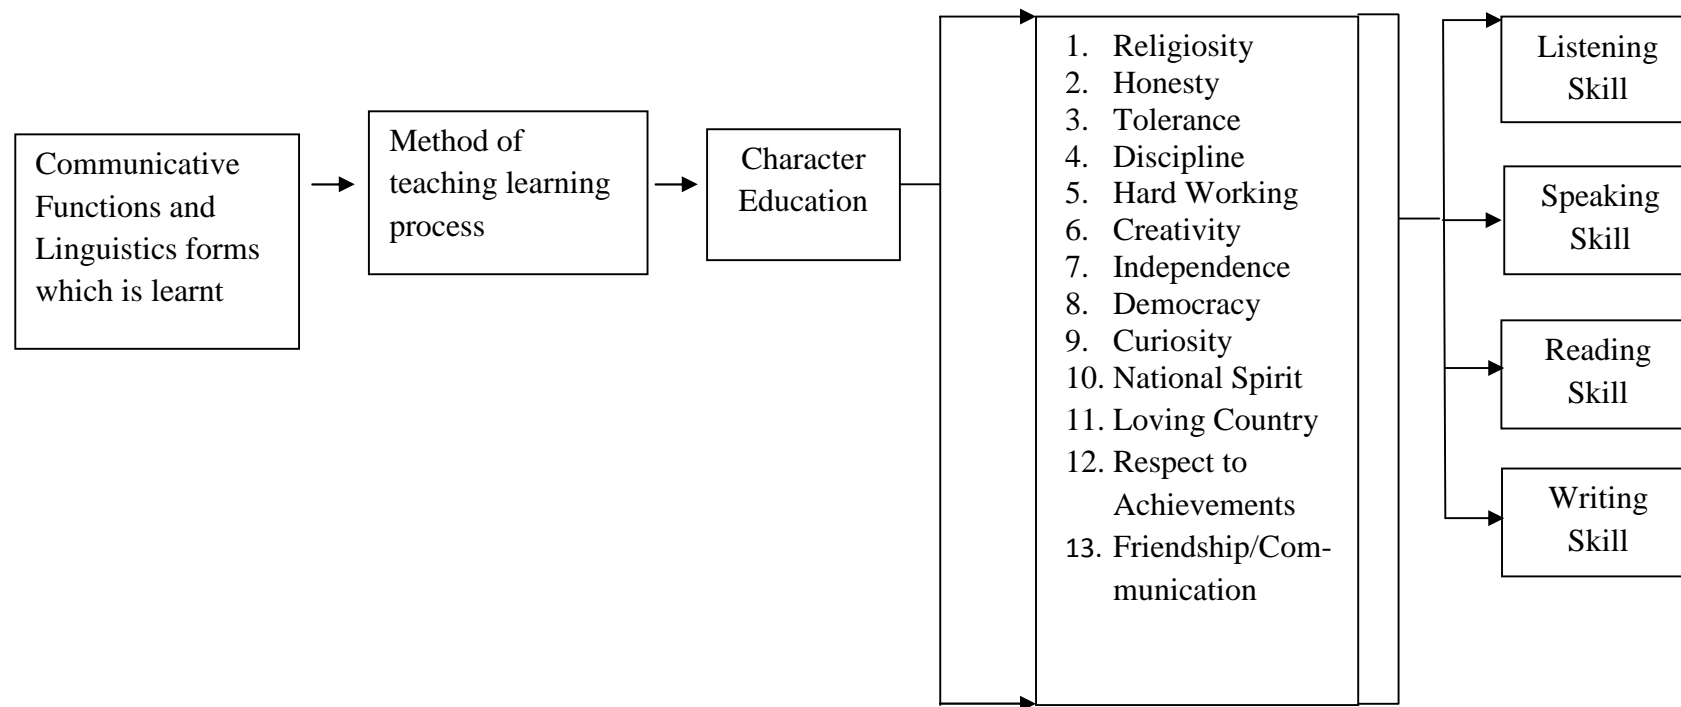 Communicative
Functions and
Linguistics forms
which is learnt
Method of
teaching learning
process
Character
Education
1. Religiosity
2. Honesty
3. Tolerance
4. Discipline
5. Hard Working
6. Creativity
7. Independence
8. Democracy
9. Curiosity
10. National Spirit
11. Loving Country
12. Respect to
Achievements
13. Friendship/Com-
munication
Listening
Skill
Speaking
Skill
Reading
Skill
Writing
Skill